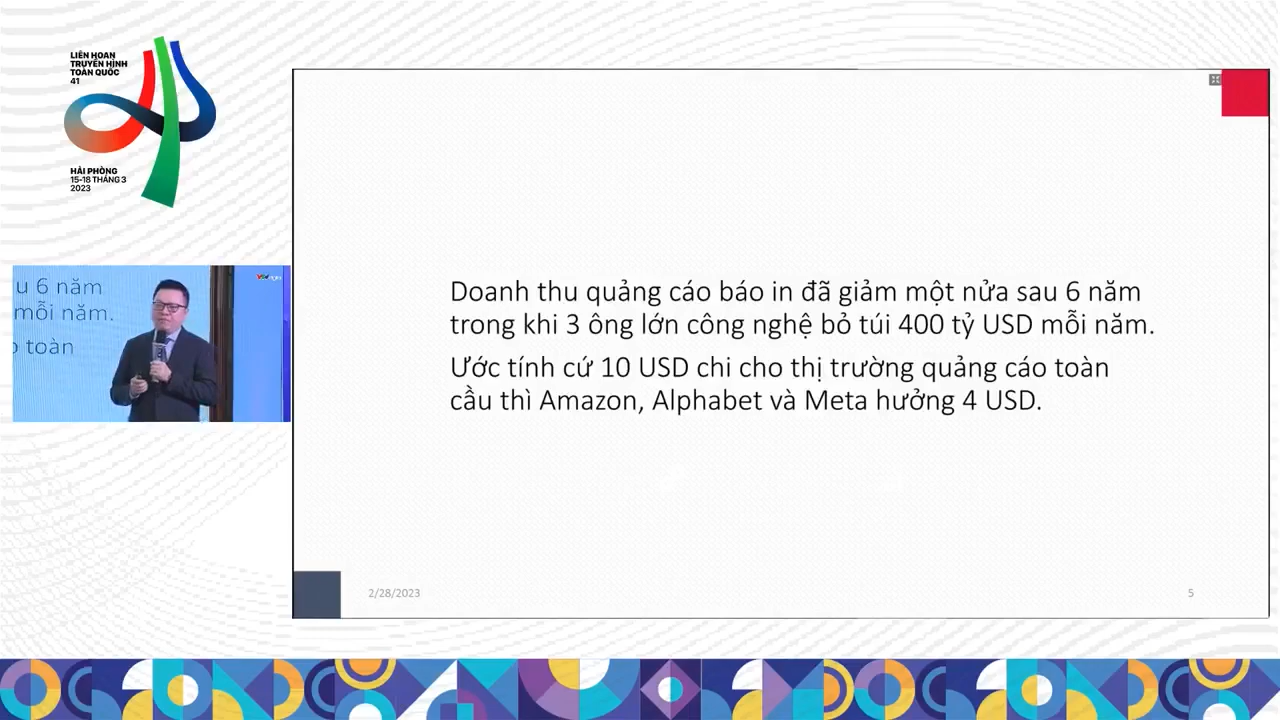 LIÊN HOAN
TRUYỀN HÌNH
TOÀN QUỐC
41
HẢI PHÒNG
15-18 THÁNG 3
2023
u 6 năm
mỗi năm.
o toàn
Doanh thu quảng cáo báo in đã giảm một nửa sau 6 năm
trong khi 3 ông lớn công nghệ bỏ túi 400 tỷ USD mỗi năm.
Ước tính cứ 10 USD chi cho thị trường quảng cáo toàn
cầu thì Amazon, Alphabet và Meta hưởng 4 USD.
2/28/2023
5